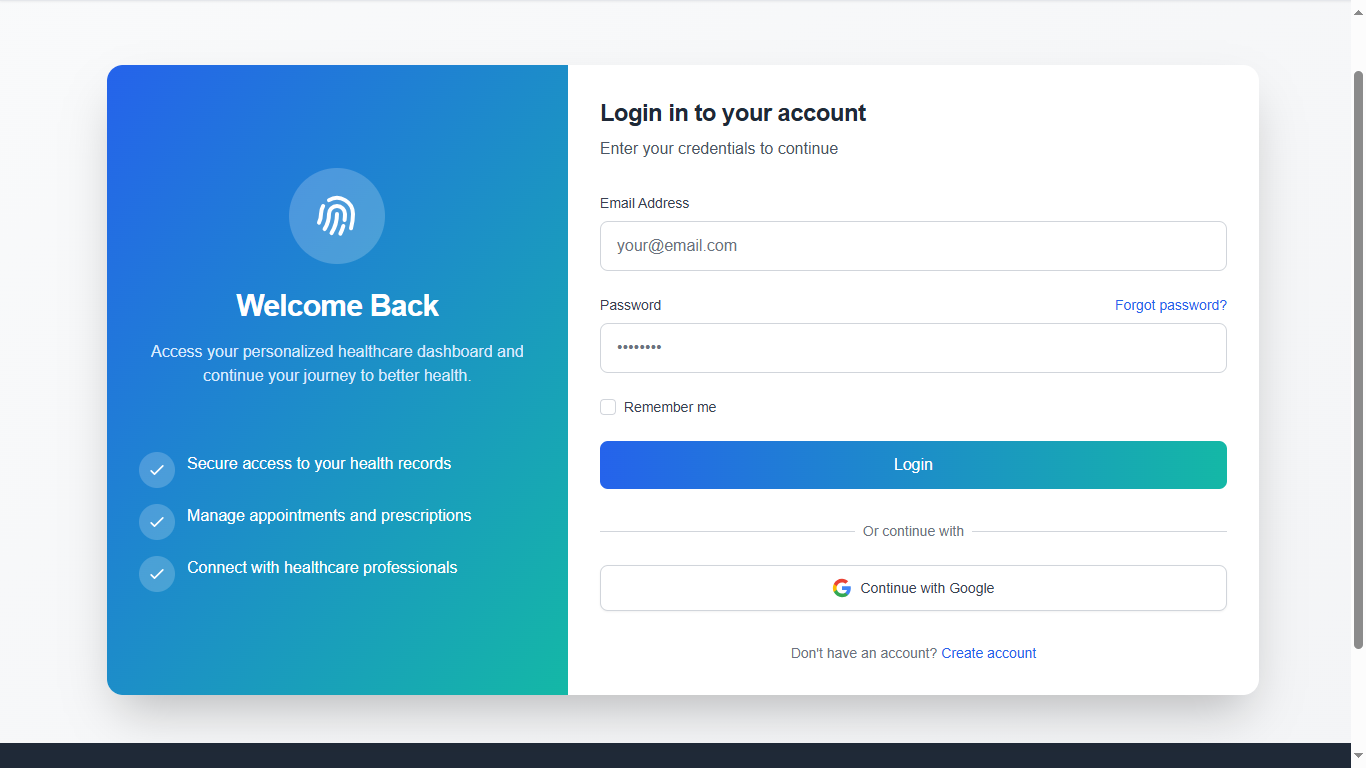 Welcome Back
Access your personalized healthcare dashboard and
continue your journey to better health.
Secure access to your health records
Manage appointments and prescriptions
Connect with healthcare professionals
Login in to your account
Enter your credentials to continue
Email Address
your@email.com
Password
Forgot password?
••••••••
Remember me
Login
Or continue with
Continue with Google
Don't have an account? Create account